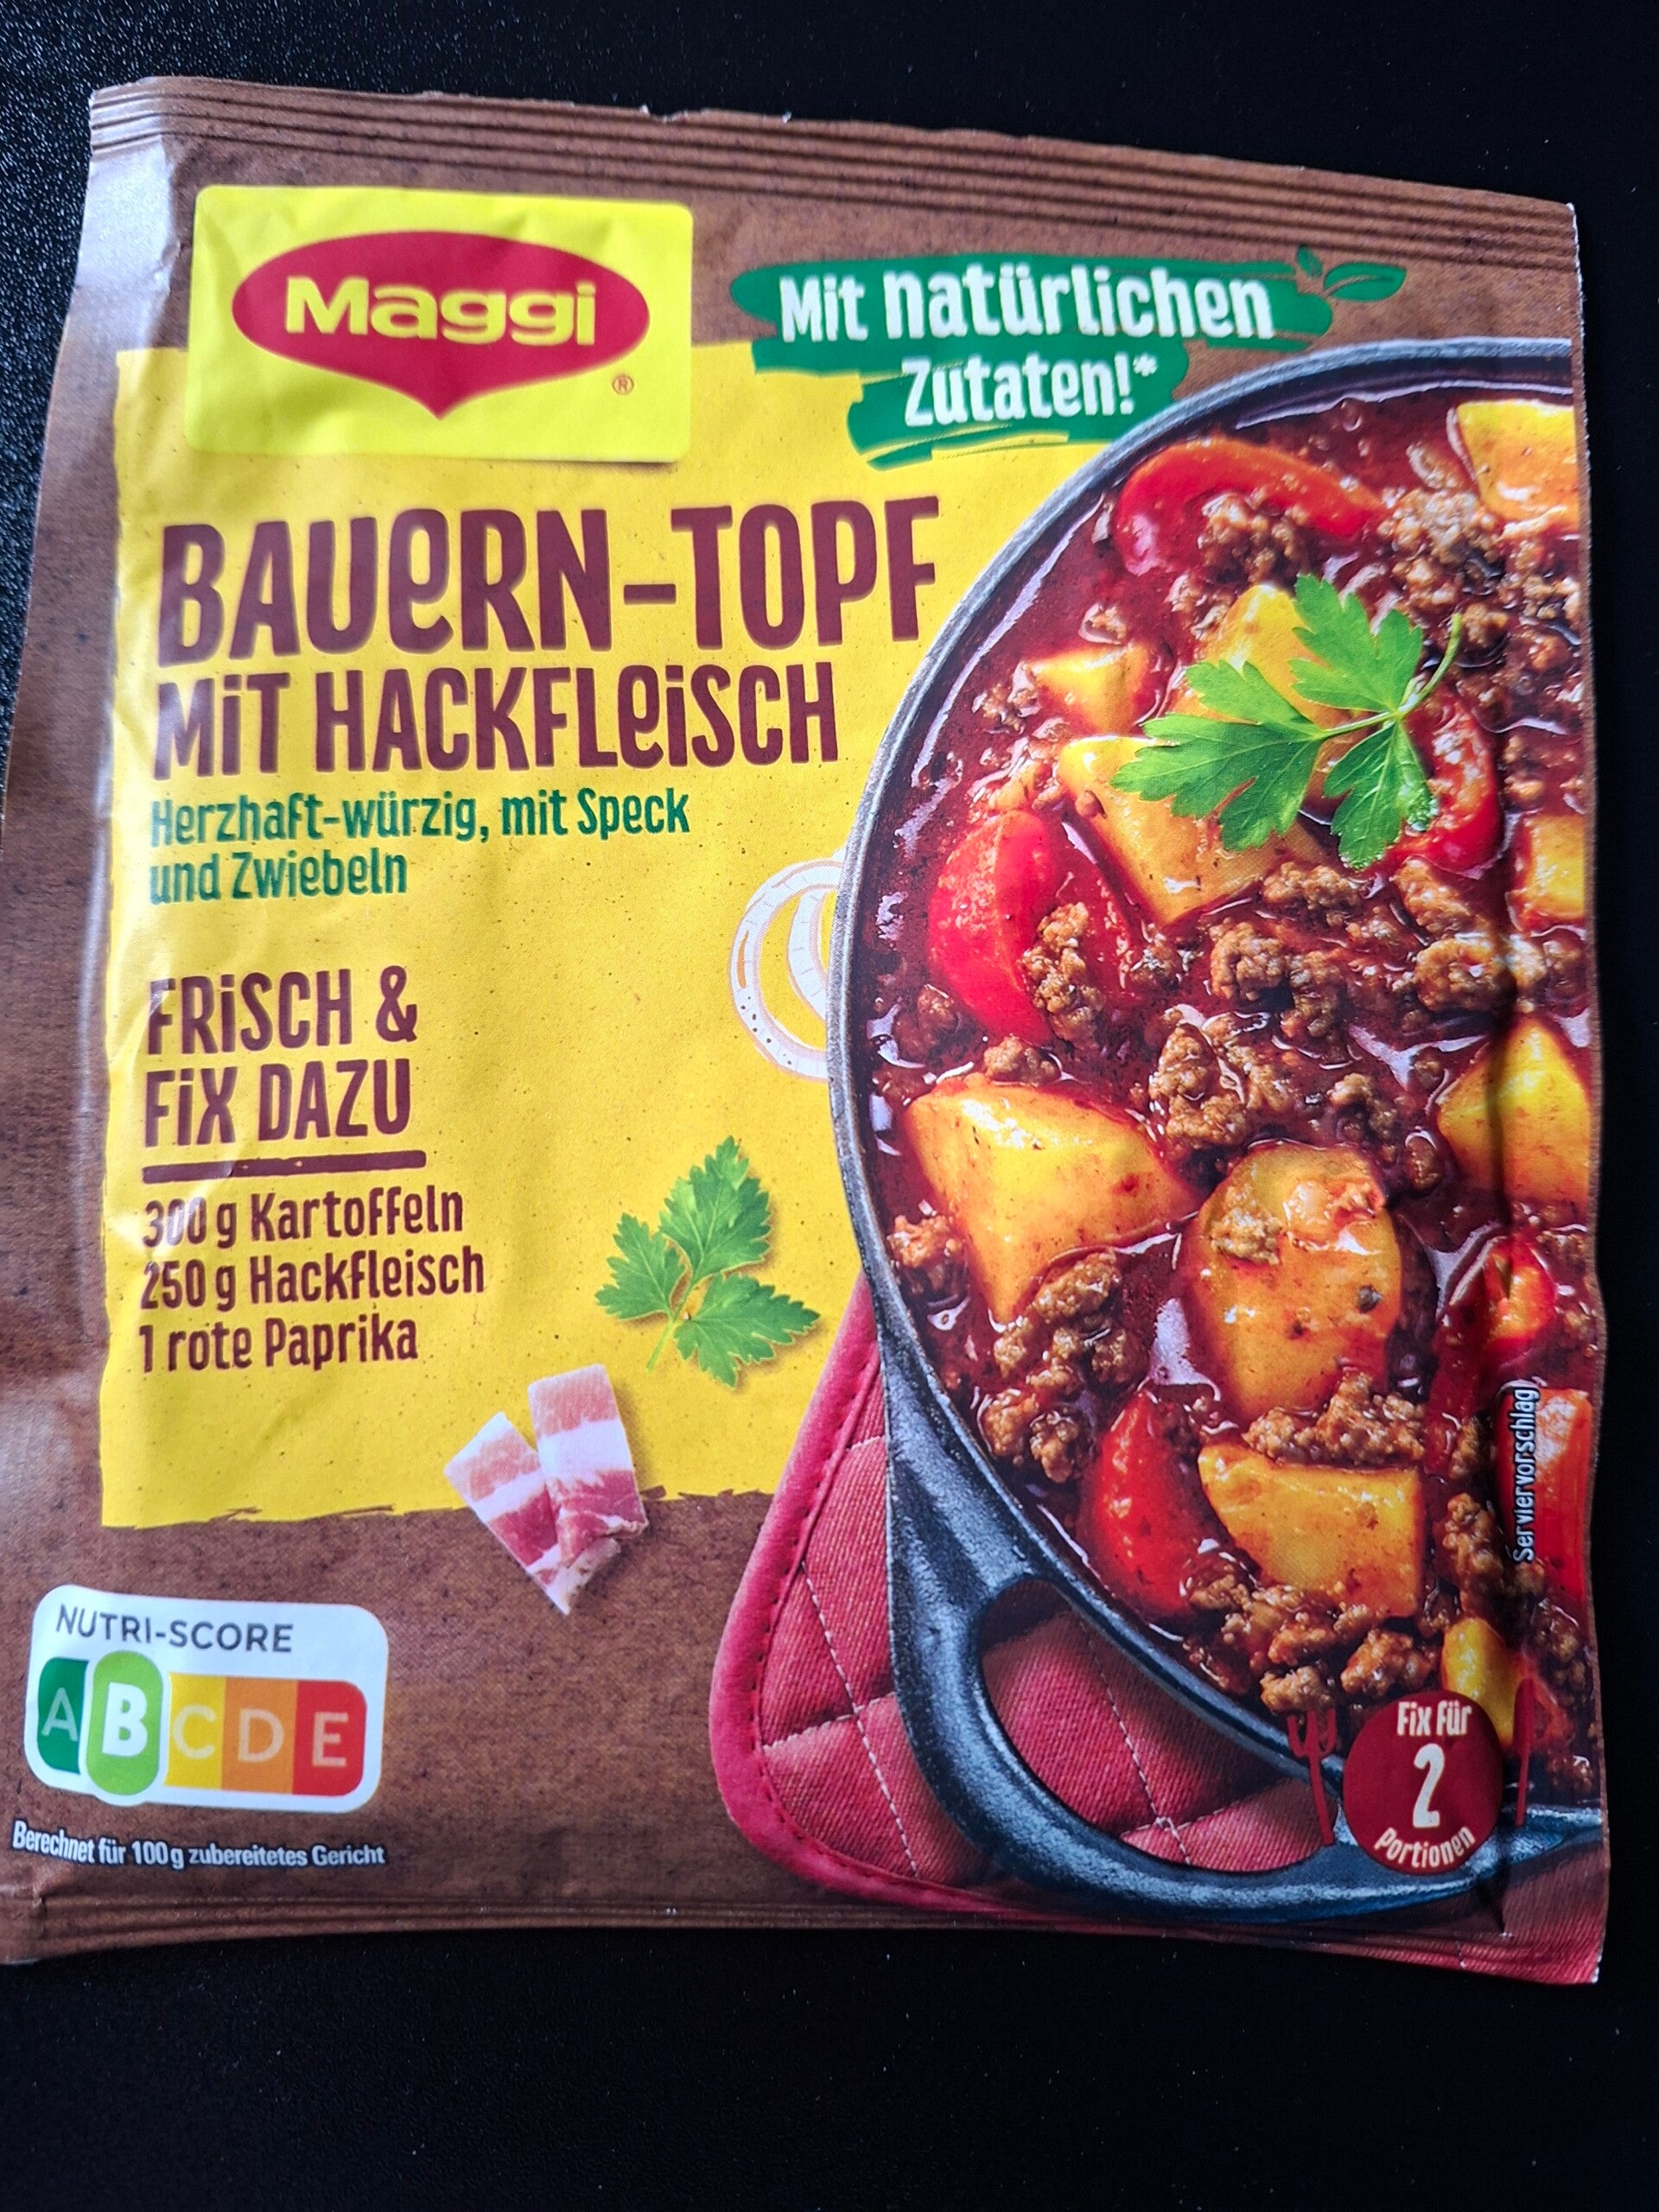 Maggi
®
Mit natürlichen
Zutaten!*
BAUERN-TOPF
MIT HACKFLEISCH
Herzhaft-würzig, mit Speck
und Zwiebeln
FRISCH &
FIX DAZU
300 g Kartoffeln
250 g Hackfleisch
1 rote Paprika
Serviervorschlag
NUTRI-SCORE
A B C D E
Berechnet für 100 g zubereitetes Gericht
Fix für
2
Portionen